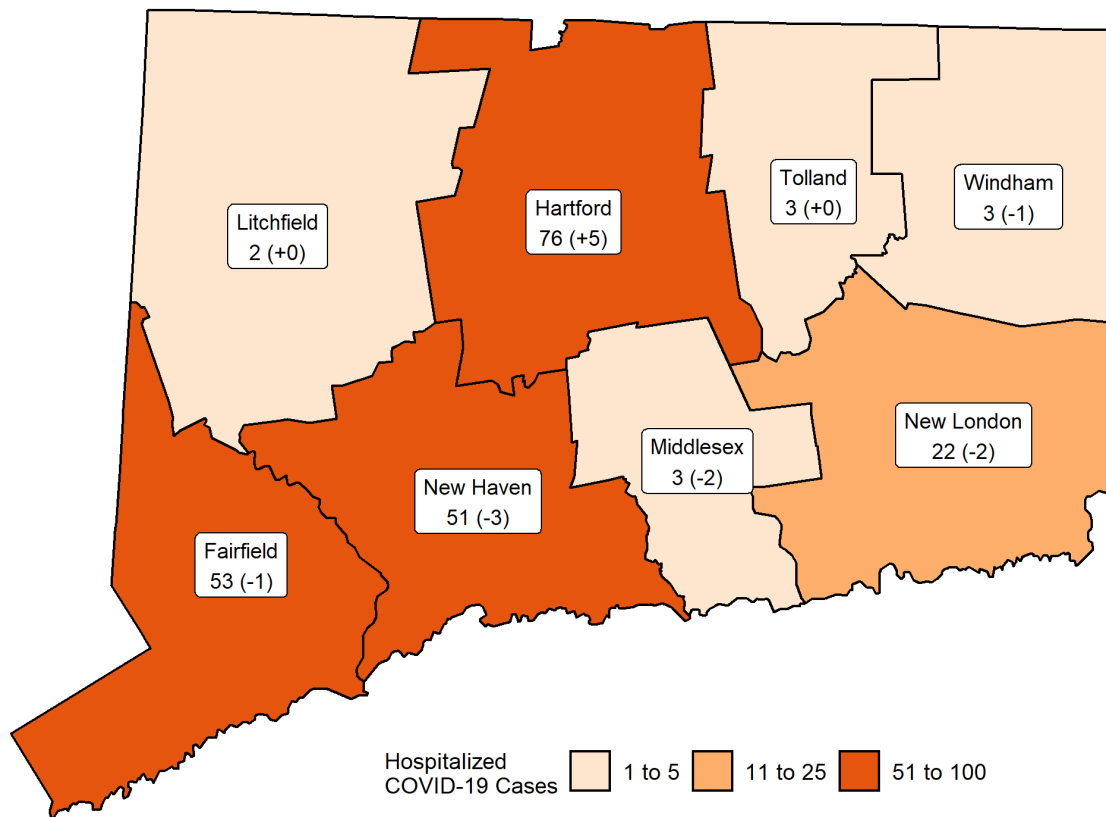 Litchfield
2 (+0)
Hartford
76 (+5)
Tolland
3 (+0)
Windham
3 (-1)
Fairfield
53 (-1)
New Haven
51 (-3)
Middlesex
3 (-2)
New London
22 (-2)
Hospitalized
COVID-19 Cases
1 to 5
11 to 25
51 to 100